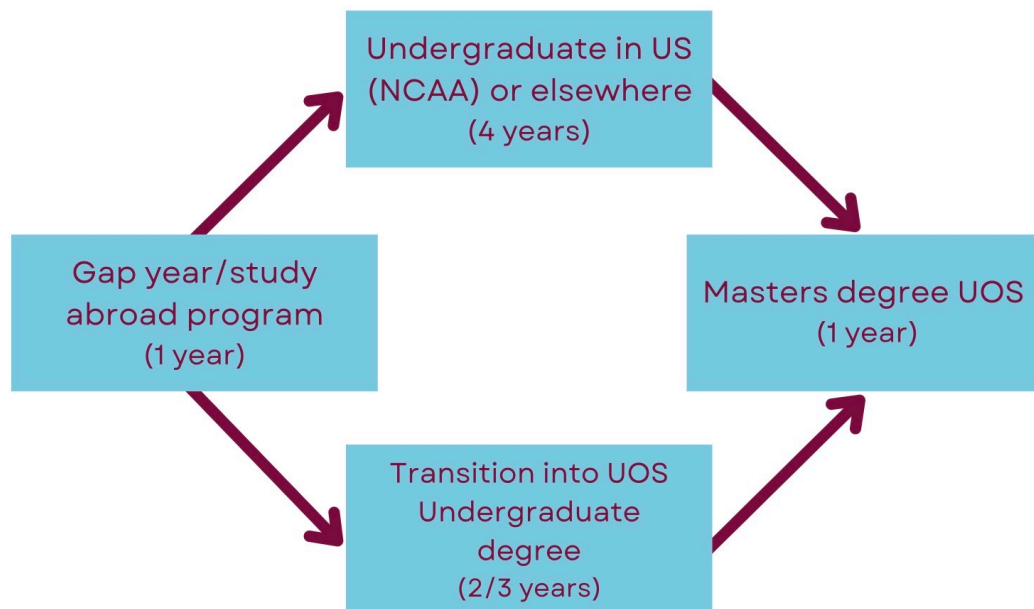 Undergraduate in US
(NCAA) or elsewhere
(4 years)
Gap year/study
abroad program
(1 year)
Masters degree UOS
(1 year)
Transition into UOS
Undergraduate
degree
(2/3 years)